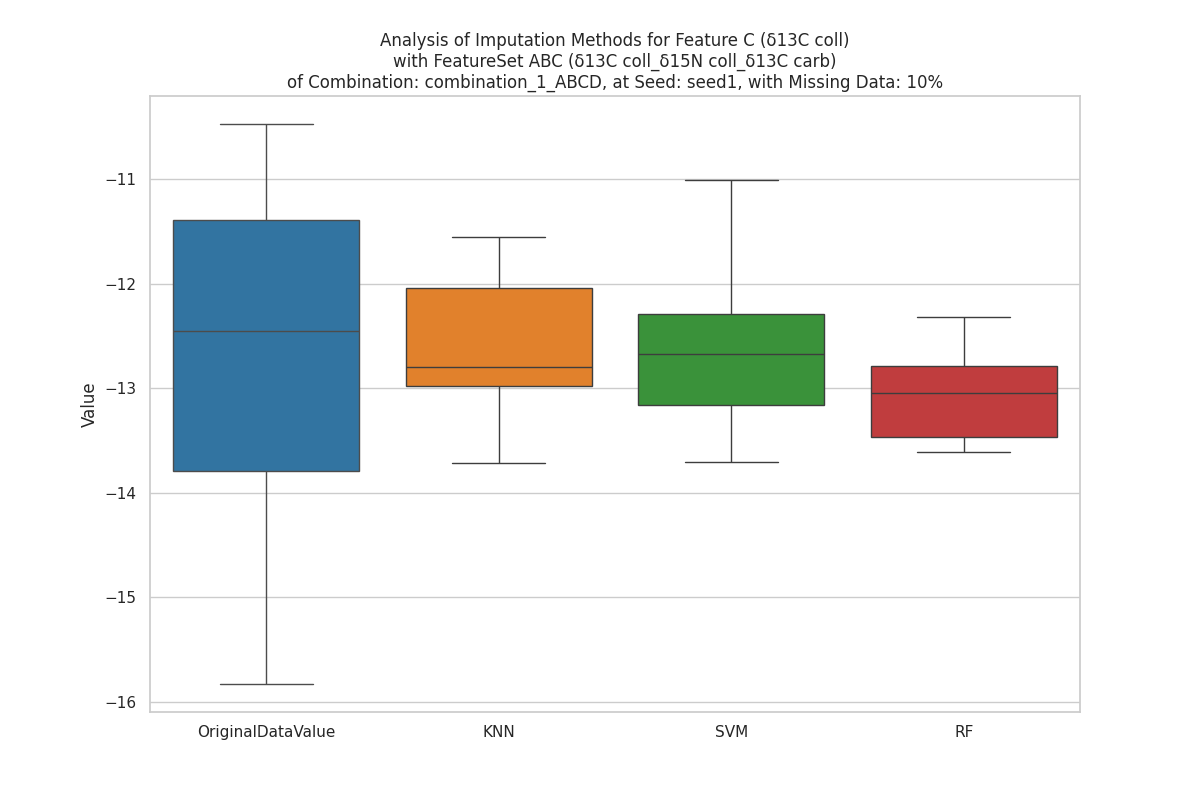 Analysis of Imputation Methods for Feature C (δ13C coll)
with FeatureSet ABC (δ13C coll_δ15N coll_δ13C carb)
of Combination: combination_1_ABCD, at Seed: seed1, with Missing Data: 10%
Value
−11
−12
−13
−14
−15
−16
OriginalDataValue
KNN
SVM
RF